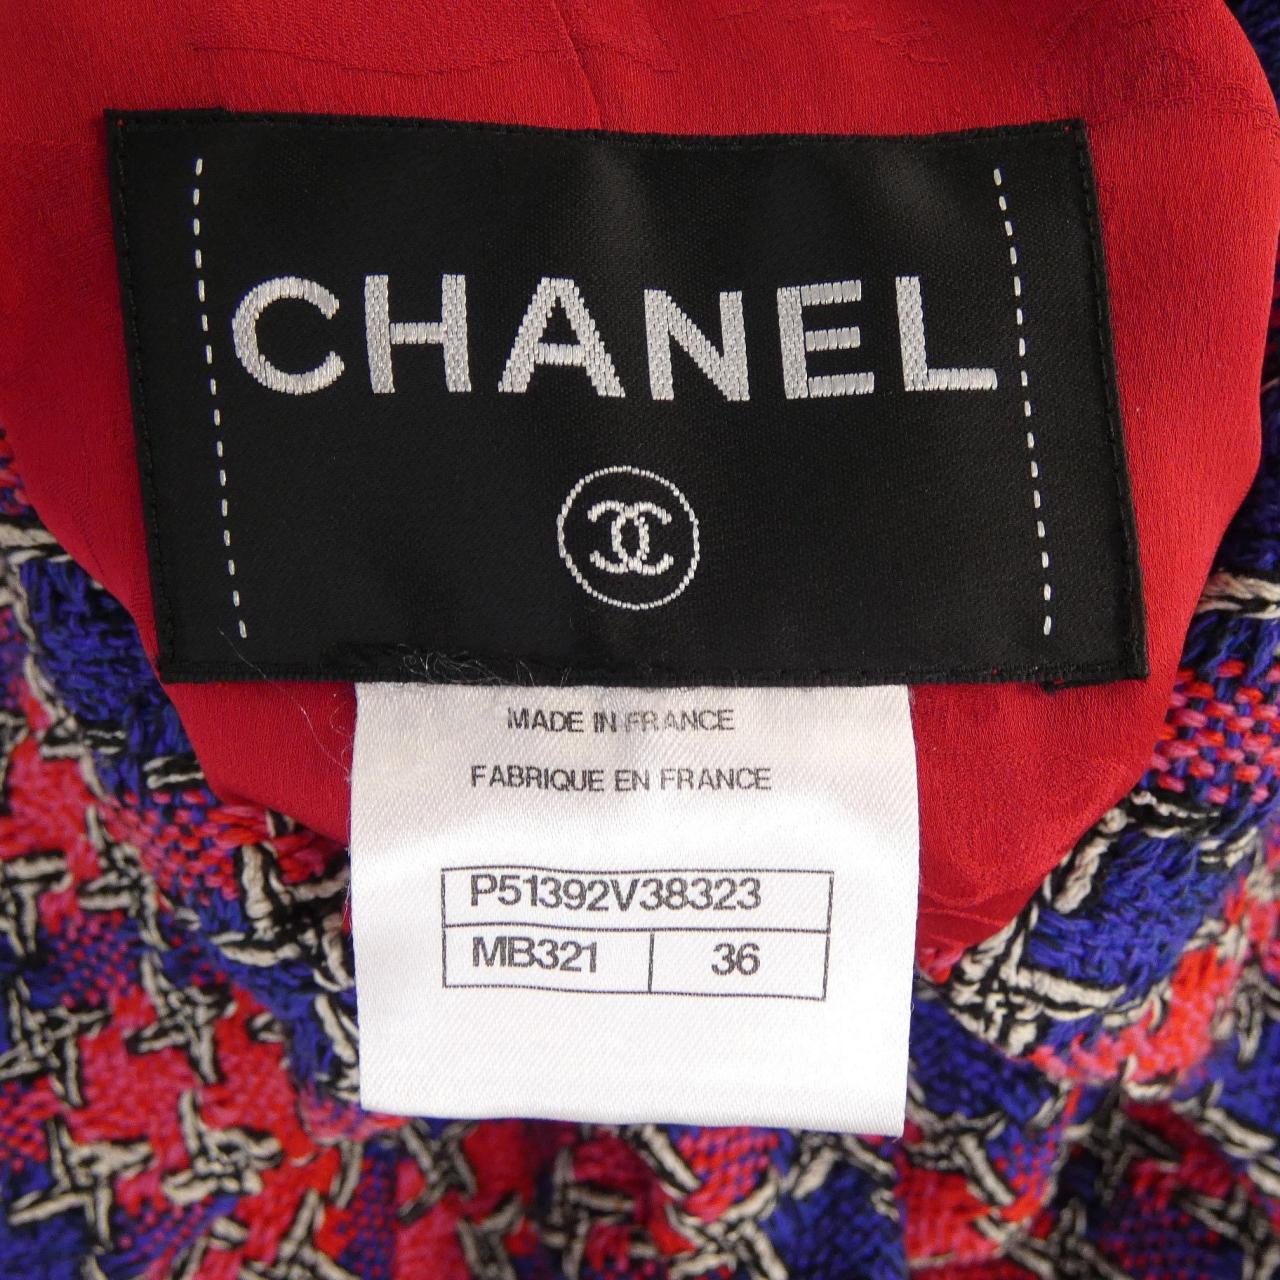 CHANEL
MADE IN FRANCE
FABRIQUE EN FRANCE
P51392V38323
MB321 36